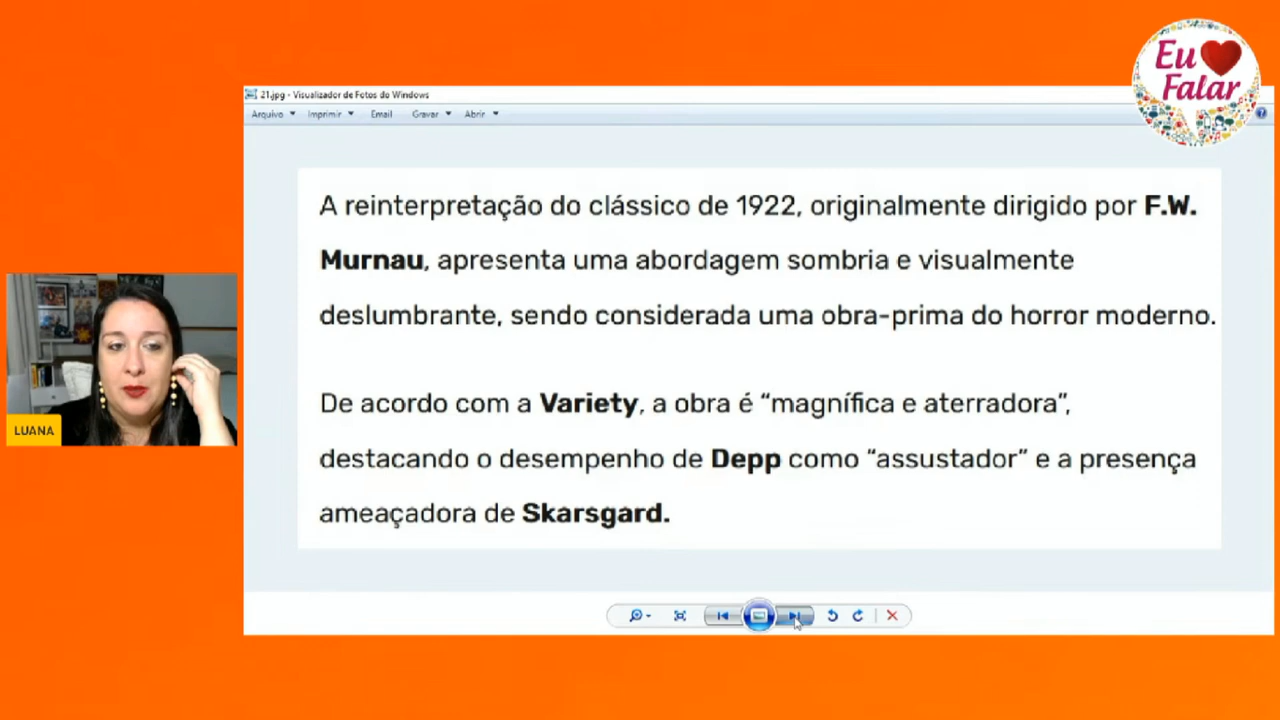 Eu
Falar
21.jpg - Visualizador de Fotos do Windows
Arquivo Imprimir Email Gravar Abrir
A reinterpretação do clássico de 1922, originalmente dirigido por F.W.
Murnau, apresenta uma abordagem sombria e visualmente
deslumbrante, sendo considerada uma obra-prima do horror moderno.
De acordo com a Variety, a obra é “magnífica e aterradora”,
destacando o desempenho de Depp como “assustador” e a presença
ameaçadora de Skarsgard.
LUANA